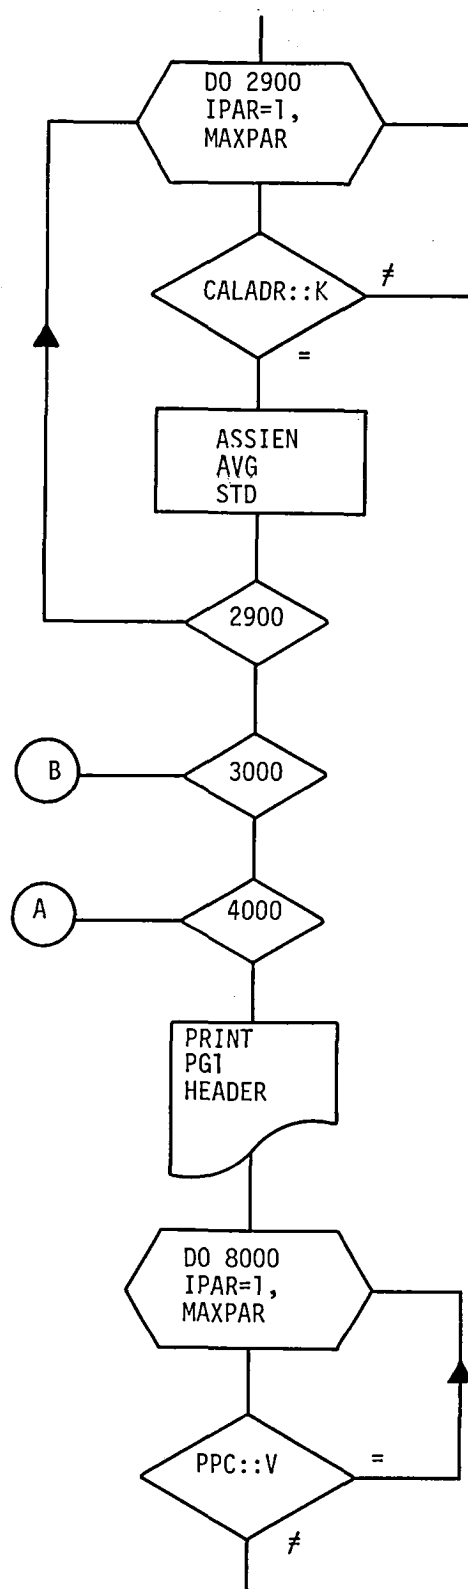 DO 2900
IPAR=1,
MAXPAR
CALADR::K
≠
=
ASSIEN
AVG
STD
2900
B
3000
A
4000
PRINT
PG1
HEADER
DO 8000
IPAR=1,
MAXPAR
PPC::V
=
≠